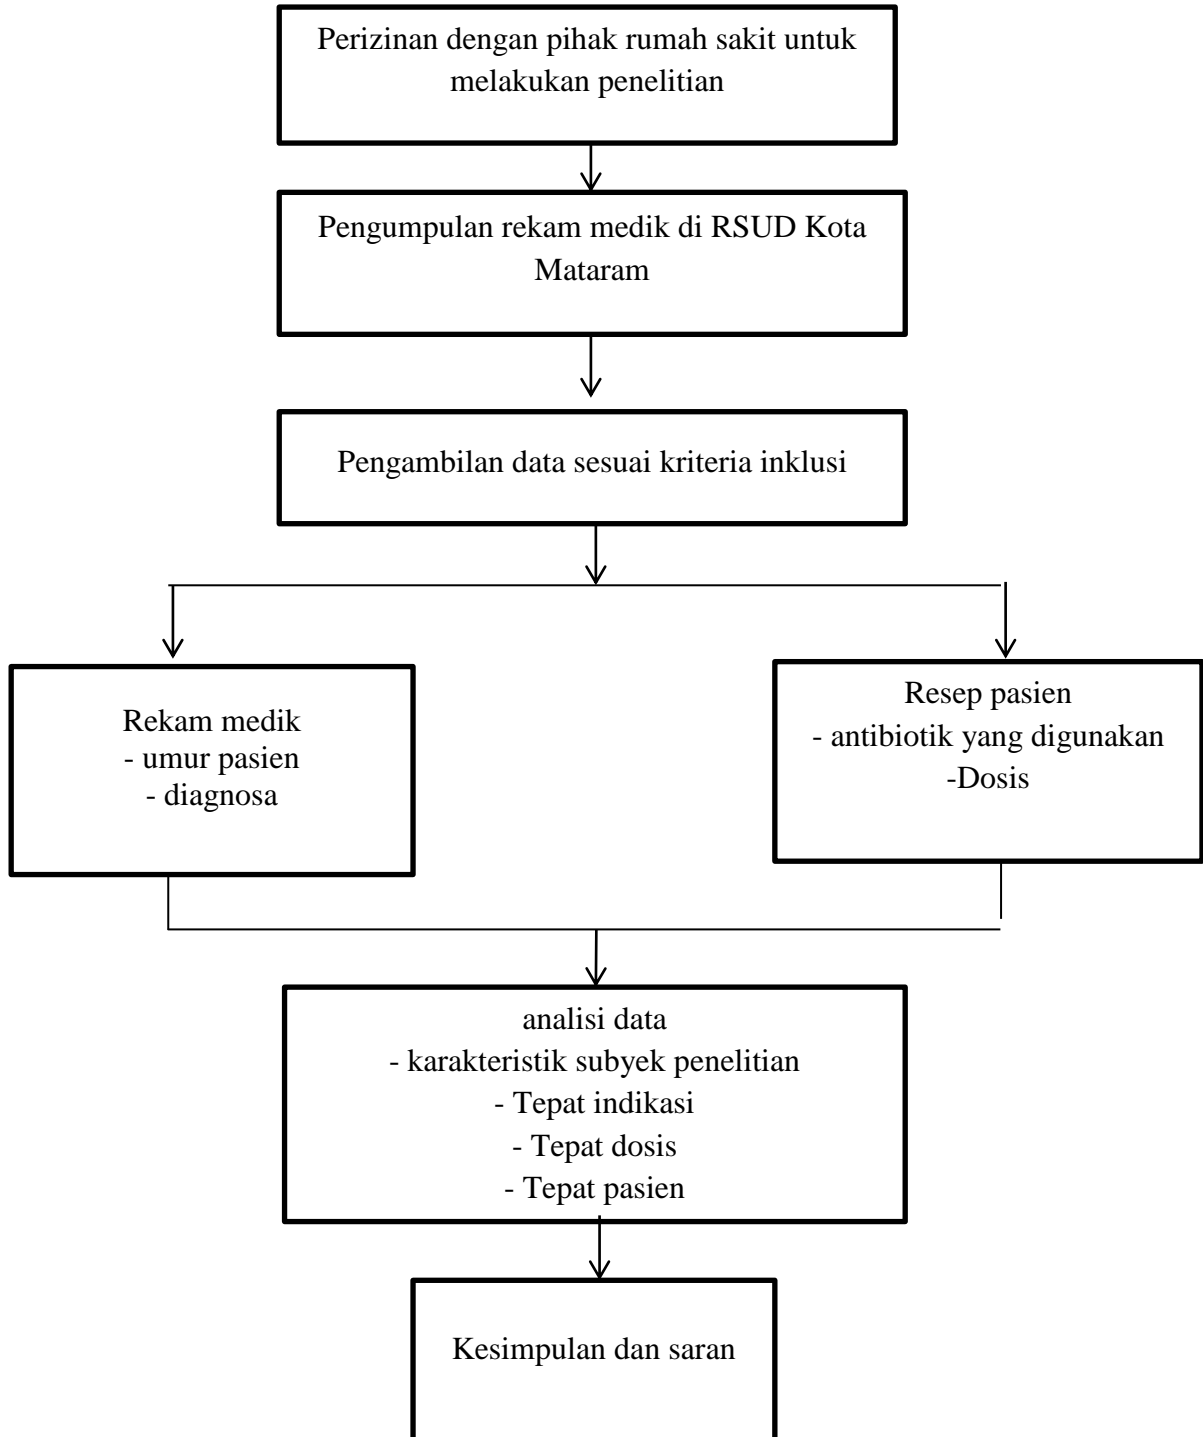 Perizinan dengan pihak rumah sakit untuk
melakukan penelitian
Pengumpulan rekam medik di RSUD Kota
Mataram
Pengambilan data sesuai kriteria inklusi
Rekam medik
- umur pasien
- diagnosa
Resep pasien
- antibiotik yang digunakan
-Dosis
analisi data
- karakteristik subyek penelitian
- Tepat indikasi
- Tepat dosis
- Tepat pasien
Kesimpulan dan saran